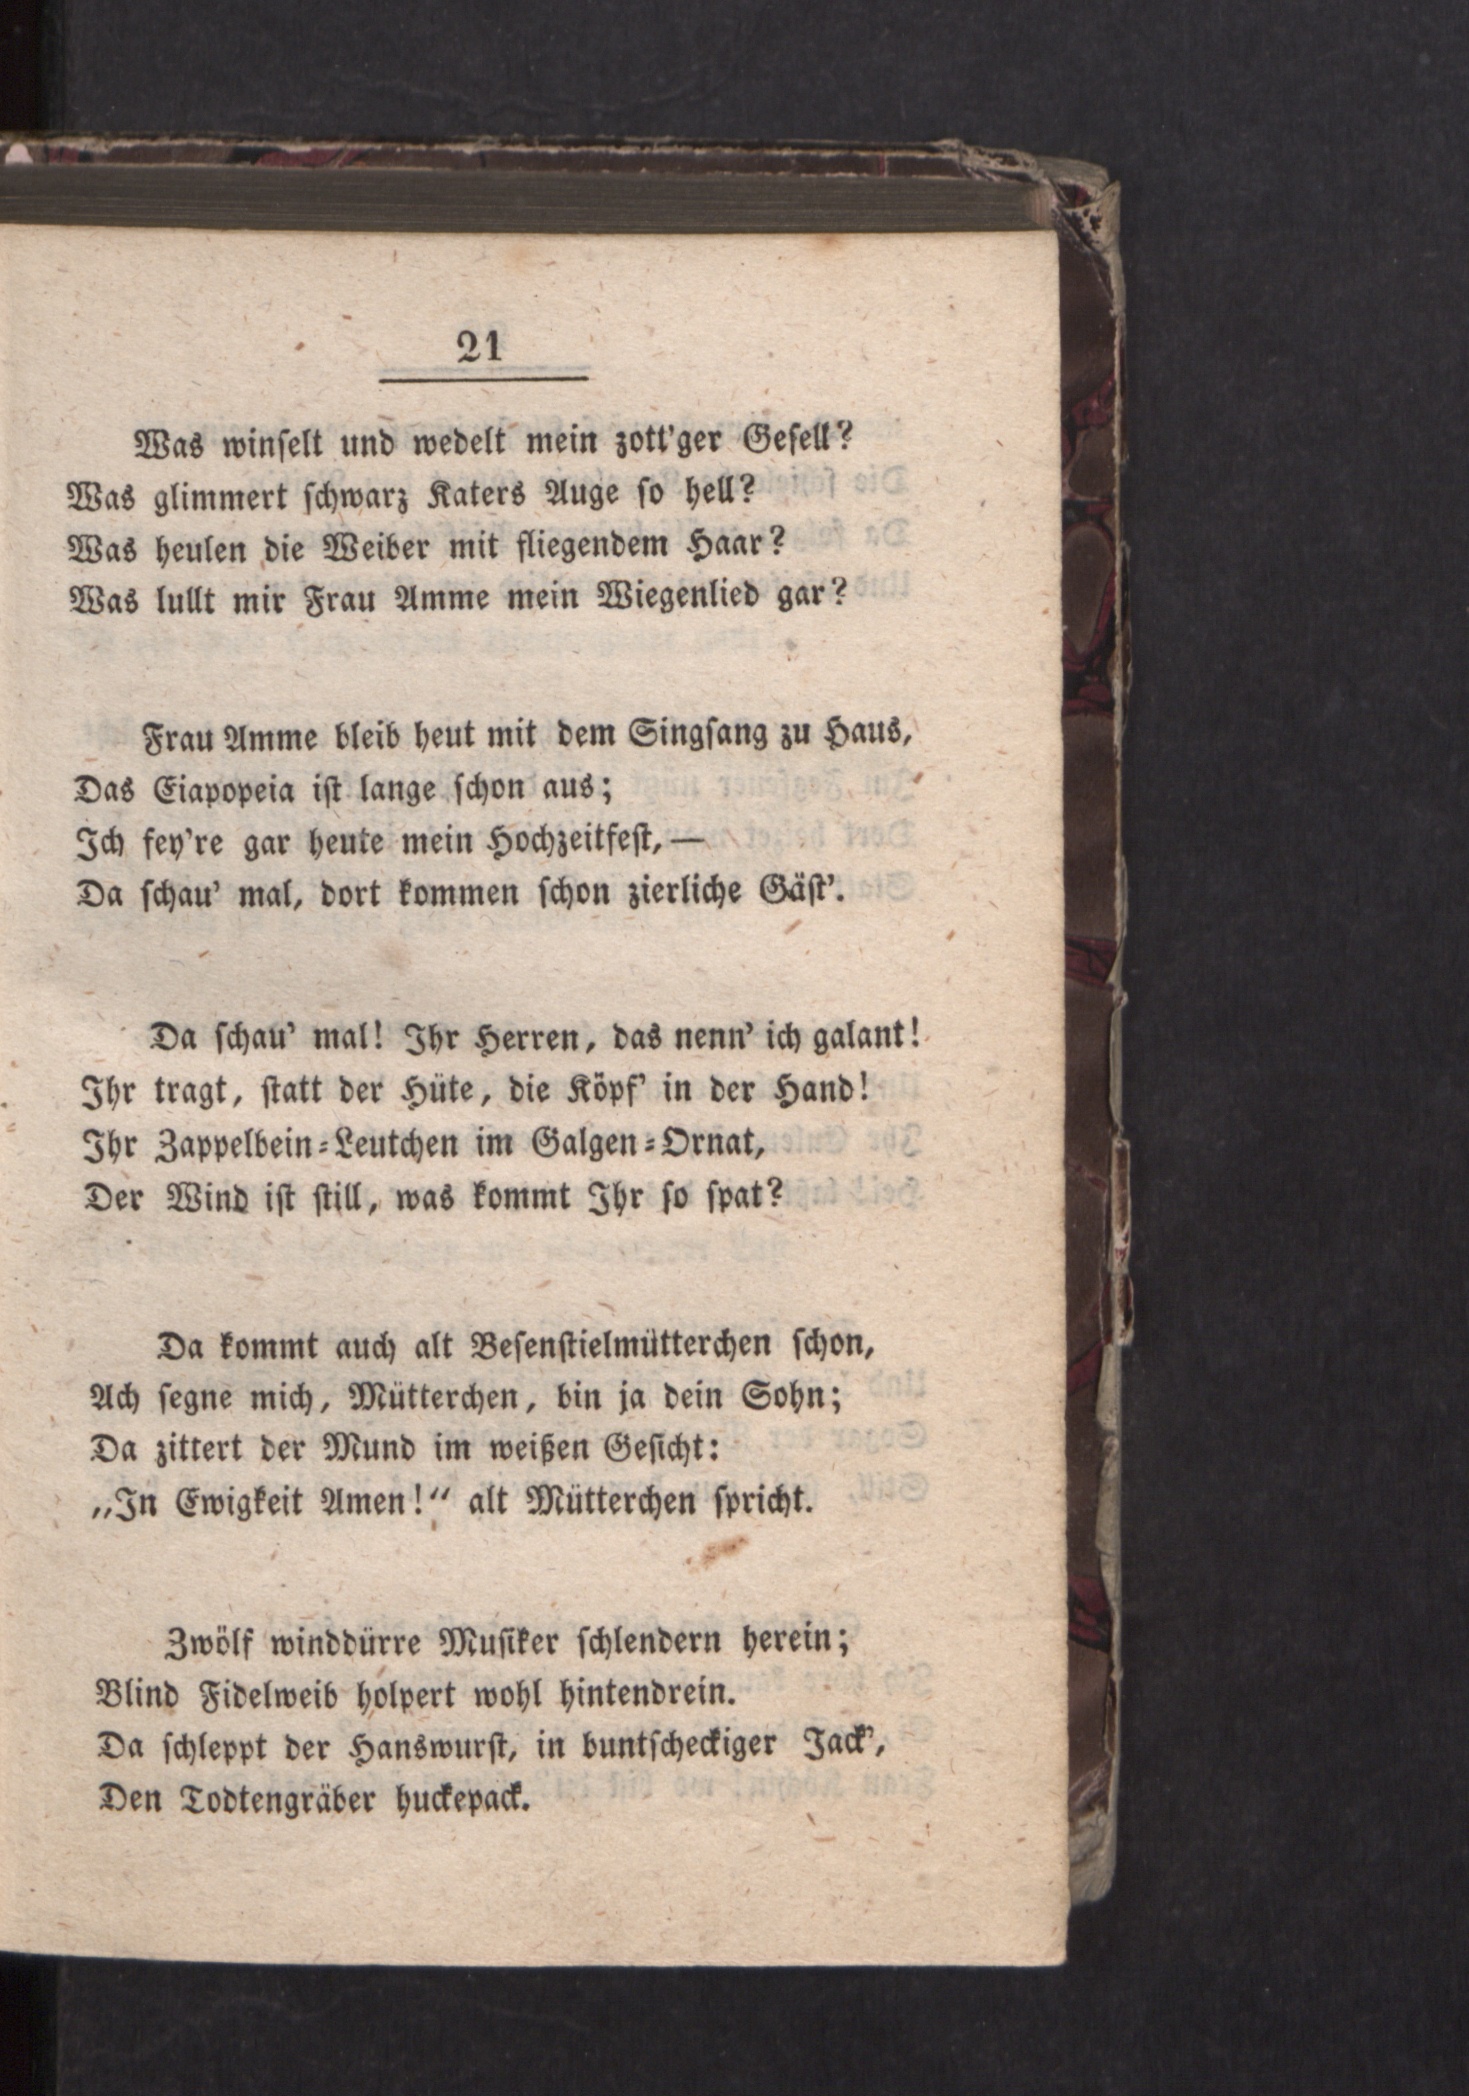 21
Was winſelt und wedelt mein zott'ger Geſell?
Was glimmert ſchwarz Katers Auge ſo hell?
Was heulen die Weiber mit fliegendem Haar?
Was lullt mir Frau Amme mein Wiegenlied gar?
Frau Amme bleib heut mit dem Singſang zu Haus,
Das Eiapopeia iſt lange ſchon aus;
Ich fey're gar heute mein Hochzeitfeſt, —
Da ſchau' mal, dort kommen ſchon zierliche Gäſt'.
Da ſchau' mal! Ihr Herren, das nenn' ich galant!
Ihr tragt, ſtatt der Hüte, die Köpf' in der Hand!
Ihr Zappelbein⸗Leutchen im Galgen⸗Ornat,
Der Wind iſt ſtill, was kommt Ihr ſo ſpat?
Da kommt auch alt Beſenſtielmütterchen ſchon,
Ach ſegne mich, Mütterchen, bin ja dein Sohn;
Da zittert der Mund im weißen Geſicht:
„In Ewigkeit Amen!“ alt Mütterchen ſpricht.
Zwölf winddürre Muſiker ſchlendern herein;
Blind Fidelweib holpert wohl hintendrein.
Da ſchleppt der Hanswurſt, in buntſcheckiger Jack',
Den Todtengräber huckepack.